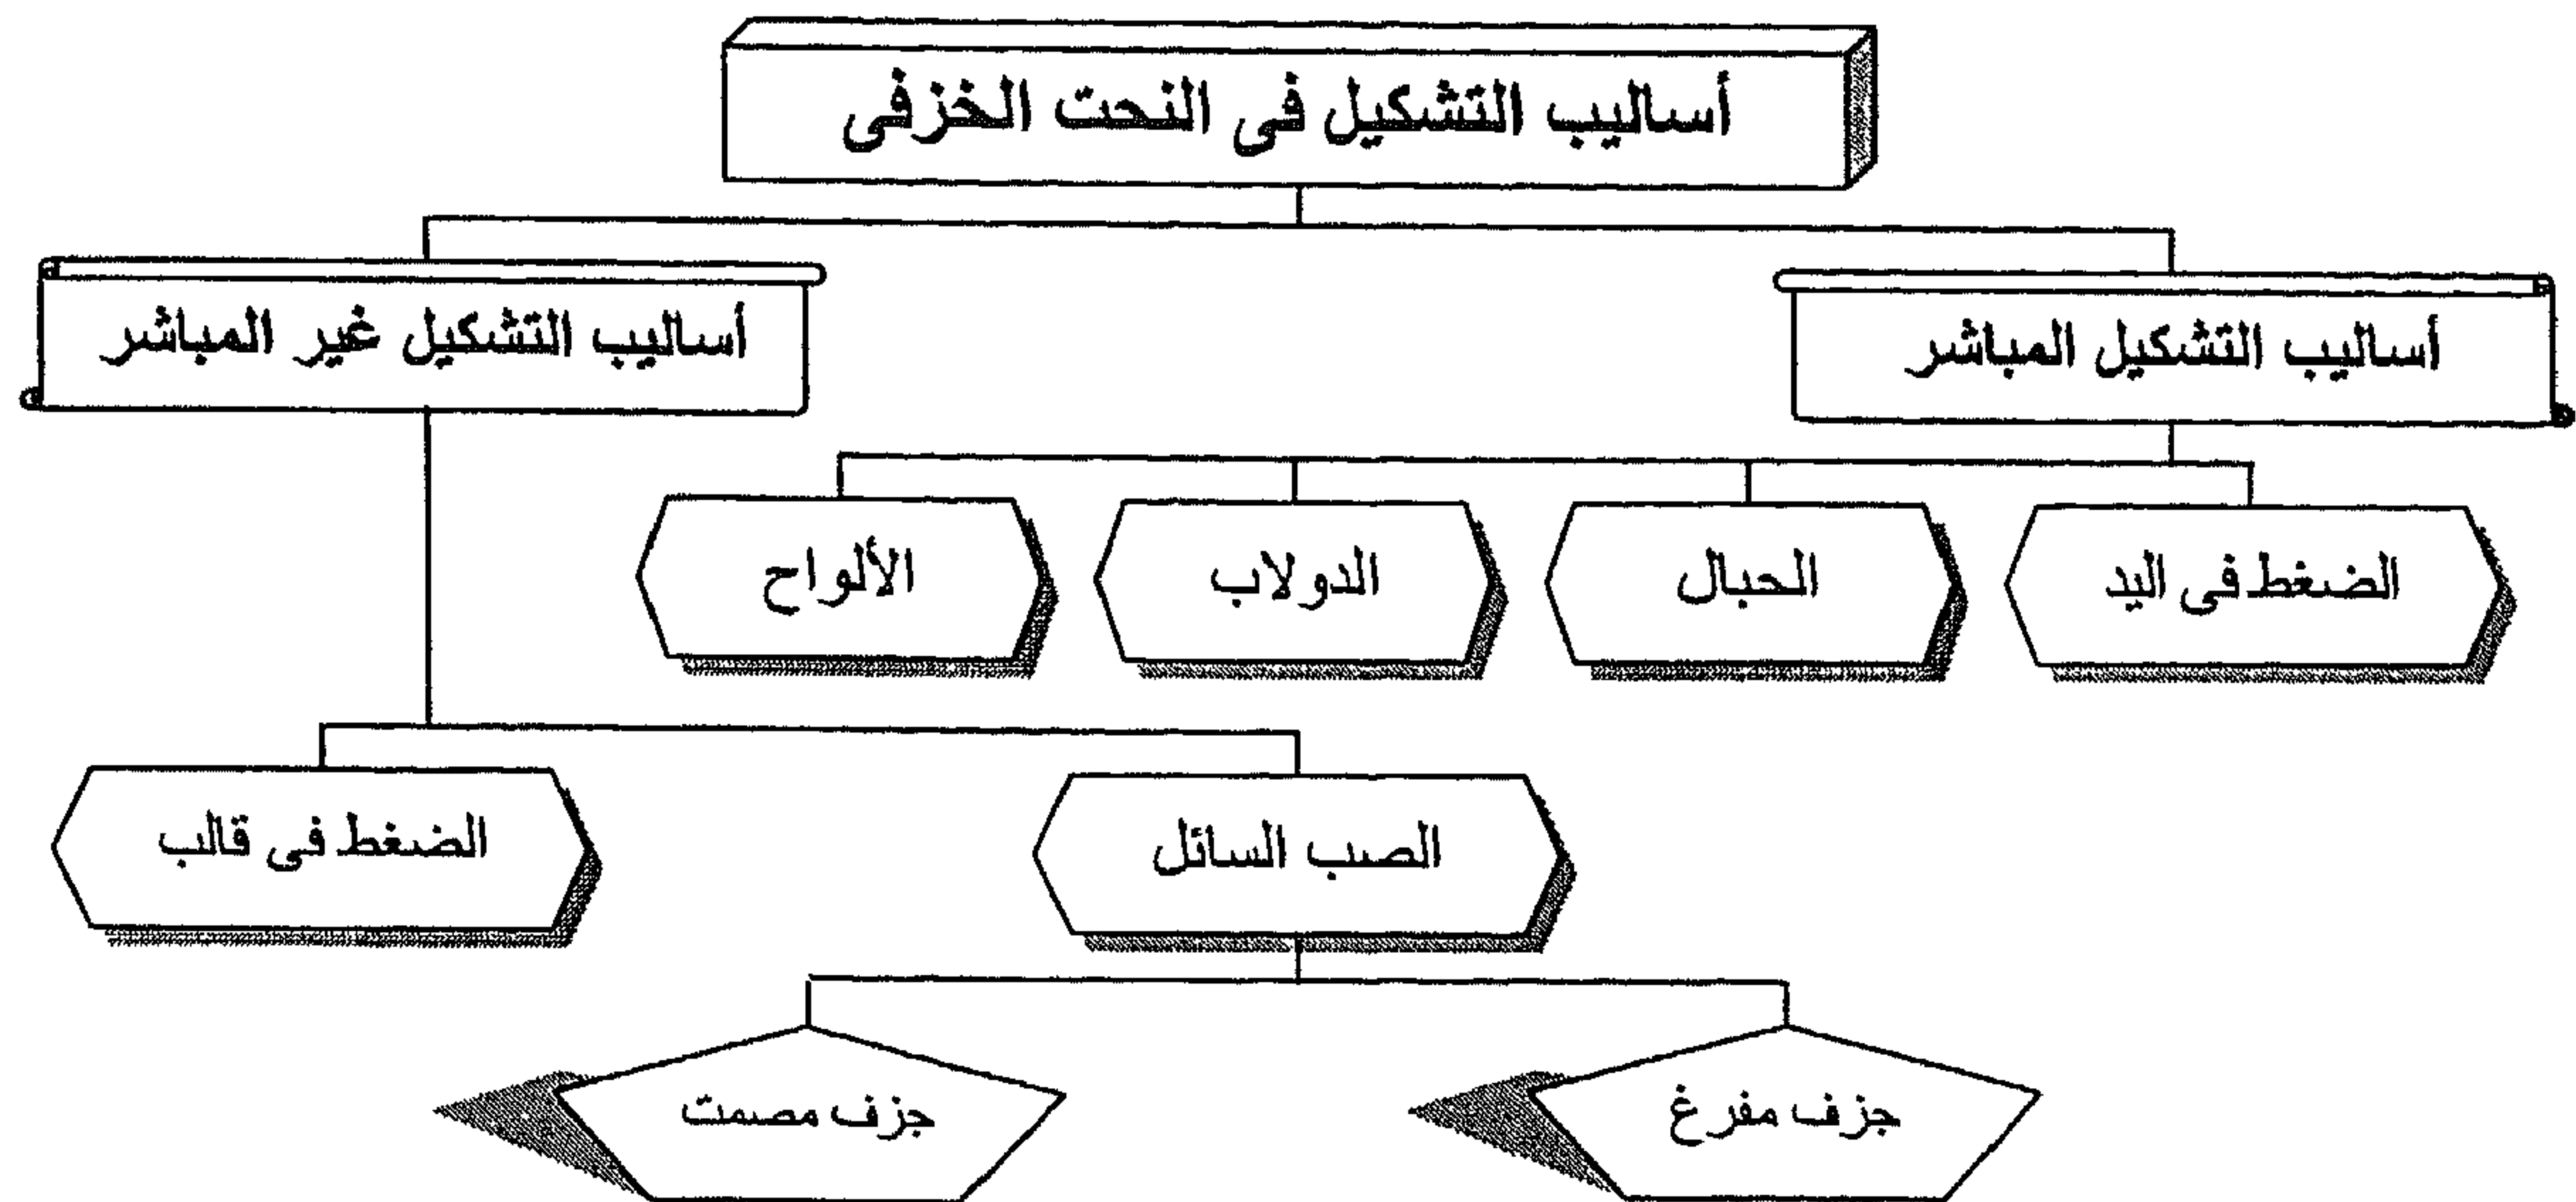 أساليب التشكيل فى النحت الخزفى
أساليب التشكيل المباشر
أساليب التشكيل غير المباشر
الضغط فى اليد
الحبال
الدولاب
الألواح
الصب السائل
الضغط فى قالب
جزف مفرغ
جزف مصمت